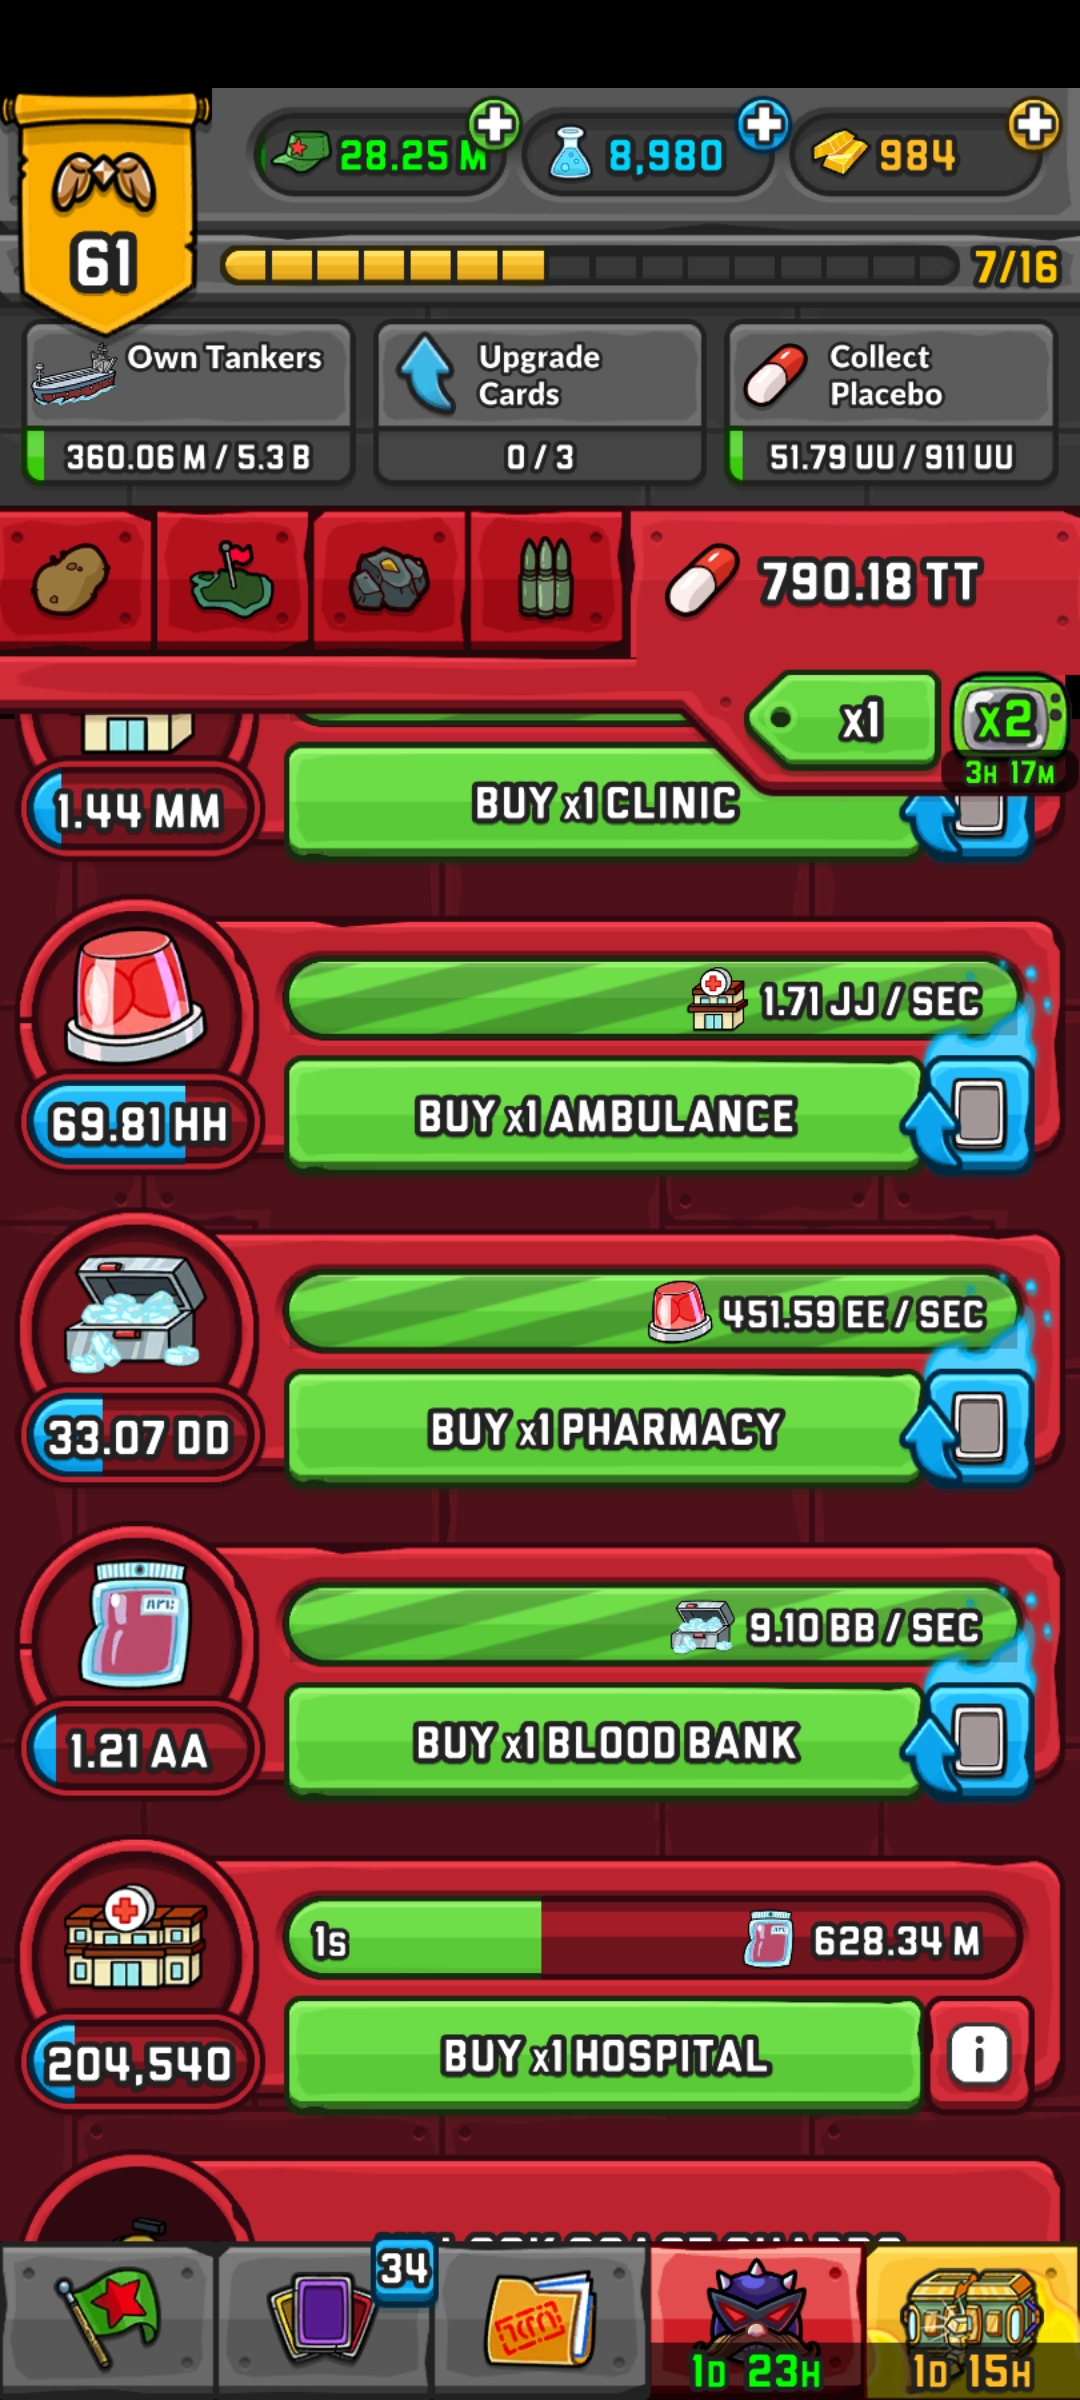 28.25 M
8,980
984
61
7/16
Own Tankers
360.06 M / 5.3 B
Upgrade
Cards
0 / 3
Collect
Placebo
51.79 UU / 911 UU
790.18 TT
x1
x2
3H 17M
1.44 MM
BUY x1 CLINIC
1.71 JJ / SEC
69.81 HH
BUY x1 AMBULANCE
451.59 EE / SEC
33.07 DD
BUY x1 PHARMACY
9.10 BB / SEC
1.21 AA
BUY x1 BLOOD BANK
1s
628.34 M
204,540
BUY x1 HOSPITAL
i
34
1D 23H
1D 15H